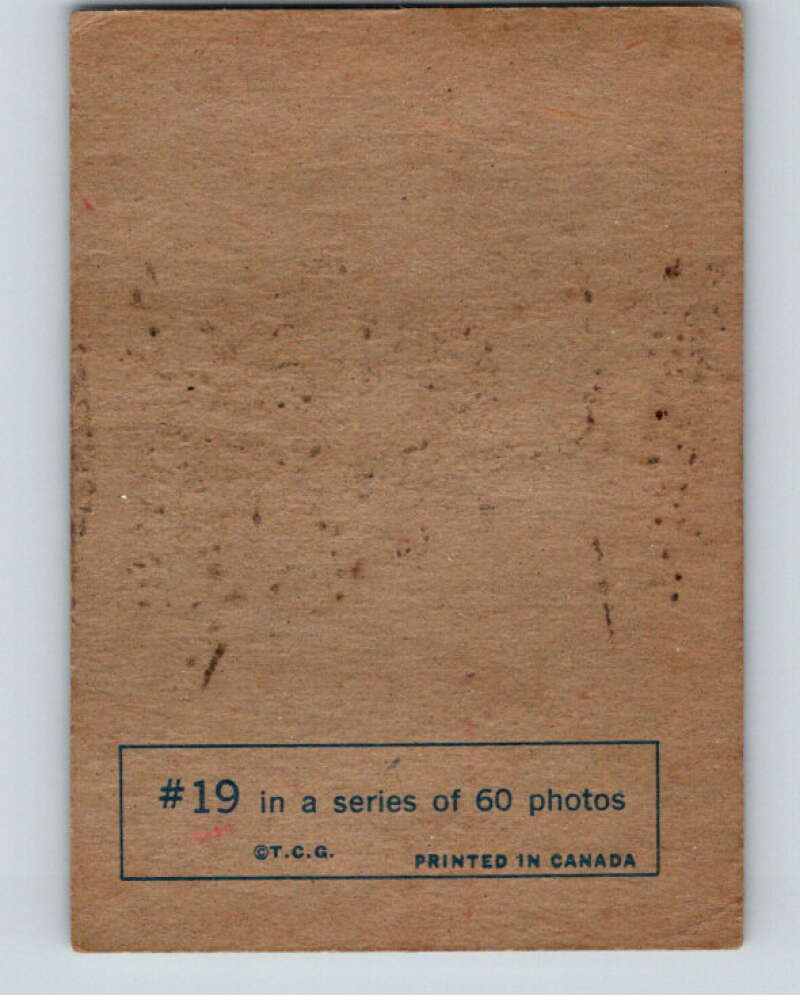 #19 in a series of 60 photos
©T.C.G.
PRINTED IN CANADA